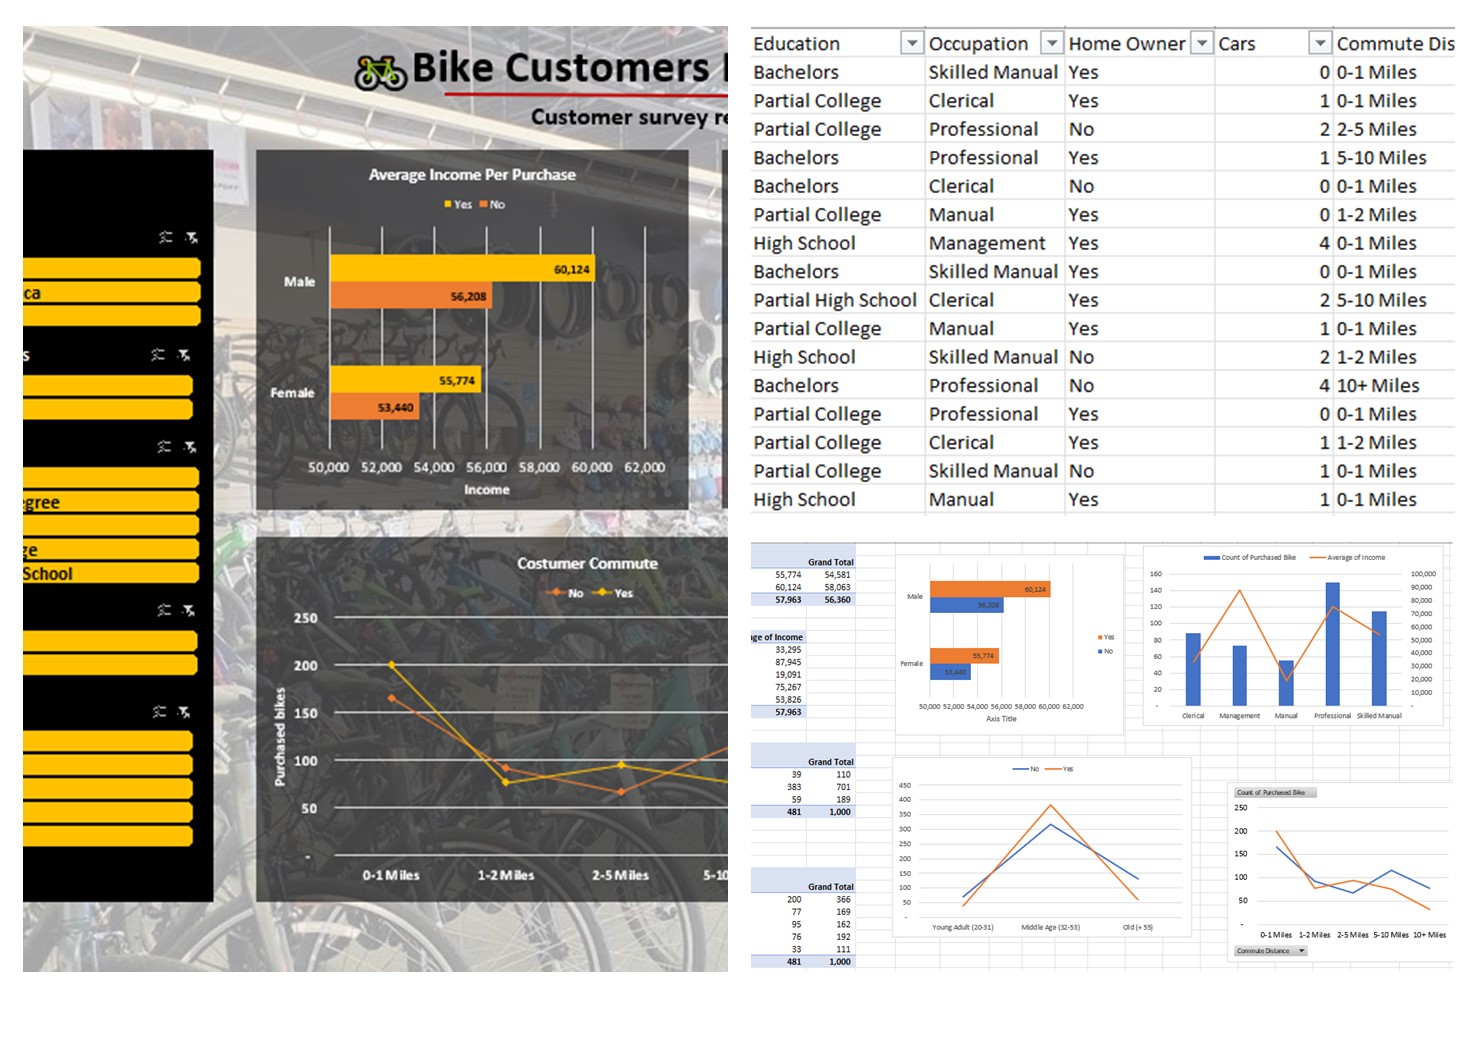 Bike Customers
Customer survey re
Average Income Per Purchase
Yes No
Male
60,124
56,208
Female
55,774
53,440
50,000 52,000 54,000 56,000 58,000 60,000 62,000
Income
ca
s
egree
ge
School
Costumer Commute
No Yes
Purchased bikes
250
200
150
100
50
-
0-1 Miles 1-2 Miles 2-5 Miles 5-10
Education Occupation Home Owner Cars Commute Dis
Bachelors Skilled Manual Yes 0 0-1 Miles
Partial College Clerical Yes 1 0-1 Miles
Partial College Professional No 2 2-5 Miles
Bachelors Professional Yes 1 5-10 Miles
Bachelors Clerical No 0 0-1 Miles
Partial College Manual Yes 0 1-2 Miles
High School Management Yes 4 0-1 Miles
Bachelors Skilled Manual Yes 0 0-1 Miles
Partial High School Clerical Yes 2 5-10 Miles
Partial College Manual Yes 1 0-1 Miles
High School Skilled Manual No 2 1-2 Miles
Bachelors Professional No 4 10+ Miles
Partial College Professional Yes 0 0-1 Miles
Partial College Clerical Yes 1 1-2 Miles
Partial College Skilled Manual No 1 0-1 Miles
High School Manual Yes 1 0-1 Miles
Grand Total
55,774 54,581
60,124 58,063
57,963 56,360
ge of Income
33,295
87,945
19,091
75,267
53,826
57,963
Grand Total
39 110
383 701
59 189
481 1,000
Grand Total
200 366
77 169
95 162
76 192
33 111
481 1,000
Male
60,124
56,208
Female
55,774
53,440
Yes
No
50,000 52,000 54,000 56,000 58,000 60,000 62,000
Axis Title
Count of Purchased Bike Average of Income
160 100,000
140 90,000
120 80,000
100 70,000
80 60,000
60 50,000
40 40,000
20 30,000
- 20,000
10,000
-
Clerical Management Manual Professional Skilled Manual
No Yes
450
400
350
300
250
200
150
100
50
-
Young Adult (20-31) Middle Age (32-53) Old (+ 55)
Count of Purchased Bike
250
200
150
100
50
-
0-1 Miles 1-2 Miles 2-5 Miles 5-10 Miles 10+ Miles
Commute Distance